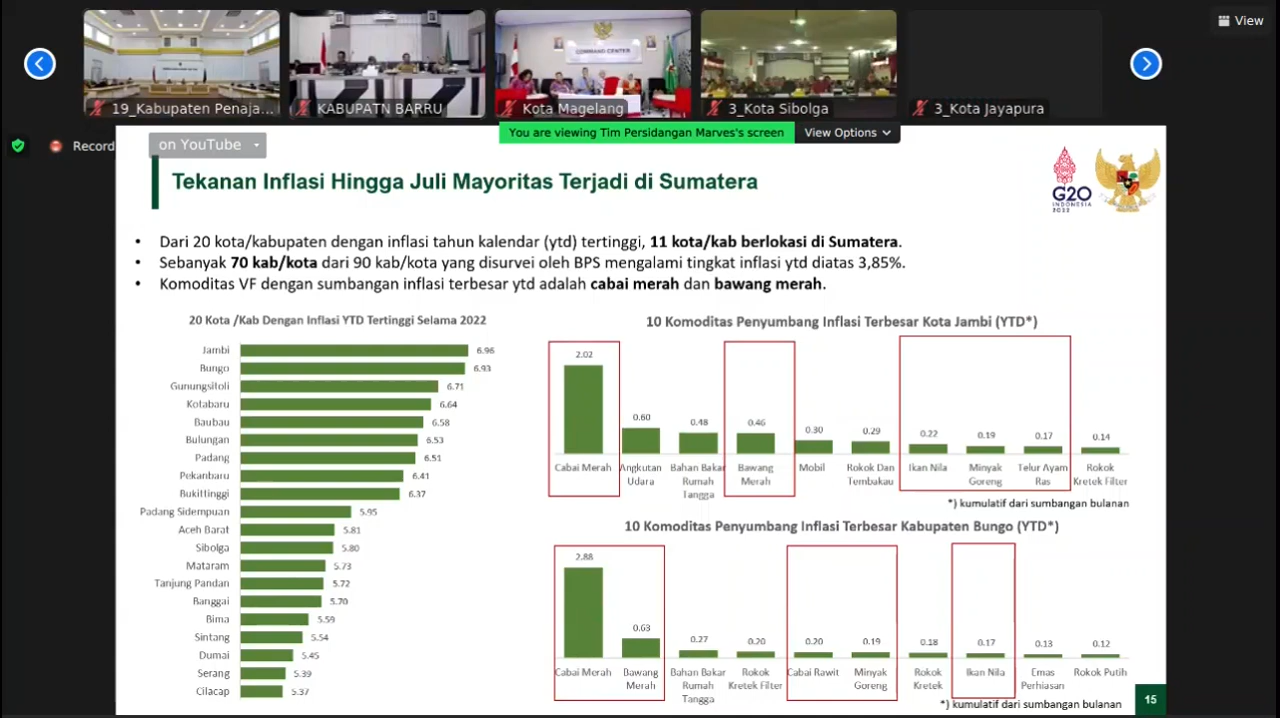 View
19_Kabupaten Penaja...
KABUPATN BARRU
COMMAND CENTER
Kota Magelang
3_Kota Sibolga
3_Kota Jayapura
You are viewing Tim Persidangan Marves's screen
View Options
Record
on YouTube
Tekanan Inflasi Hingga Juli Mayoritas Terjadi di Sumatera
G20
INDONESIA
2022
• Dari 20 kota/kabupaten dengan inflasi tahun kalendar (ytd) tertinggi, 11 kota/kab berlokasi di Sumatera.
• Sebanyak 70 kab/kota dari 90 kab/kota yang disurvei oleh BPS mengalami tingkat inflasi ytd diatas 3,85%.
• Komoditas VF dengan sumbangan inflasi terbesar ytd adalah cabai merah dan bawang merah.
20 Kota /Kab Dengan Inflasi YTD Tertinggi Selama 2022
Jambi 6.96
Bungo 6.93
Gunungsitoli 6.71
Kotabaru 6.64
Baubau 6.58
Bulungan 6.53
Padang 6.51
Pekanbaru 6.41
Bukittinggi 6.37
Padang Sidempuan 5.95
Aceh Barat 5.81
Sibolga 5.80
Mataram 5.73
Tanjung Pandan 5.72
Banggai 5.70
Bima 5.59
Sintang 5.54
Dumai 5.45
Serang 5.39
Cilacap 5.37
10 Komoditas Penyumbang Inflasi Terbesar Kota Jambi (YTD*)
2.02 0.60 0.48 0.46 0.30 0.29 0.22 0.19 0.17 0.14
Cabai Merah Angkutan Bahan Bakar Bawang Mobil Rokok Dan Ikan Nila Minyak Telur Ayam Rokok
Udara Rumah Merah Tembakau Goreng Ras Kretek Filter
Tangga
*) kumulatif dari sumbangan bulanan
10 Komoditas Penyumbang Inflasi Terbesar Kabupaten Bungo (YTD*)
2.88 0.63 0.27 0.20 0.20 0.19 0.18 0.17 0.13 0.12
Cabai Merah Bawang Bahan Bakar Rokok Cabai Rawit Minyak Rokok Ikan Nila Emas Rokok Putih
Merah Rumah Kretek Filter Goreng Kretek Perhiasan
Tangga
*) kumulatif dari sumbangan bulanan
15